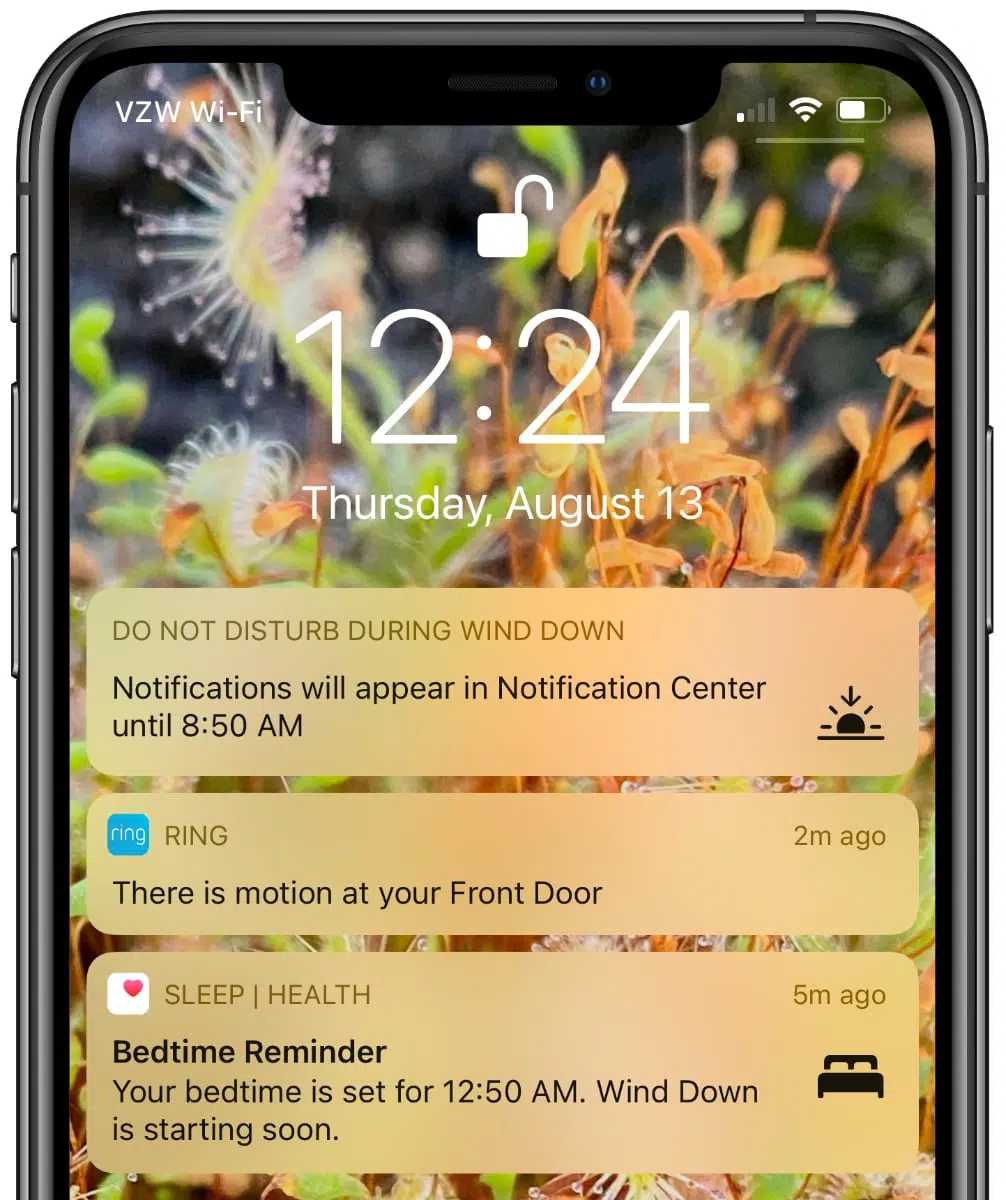 VZW Wi-Fi
12:24
Thursday, August 13
DO NOT DISTURB DURING WIND DOWN
Notifications will appear in Notification Center
until 8:50 AM
ring RING 2m ago
There is motion at your Front Door
SLEEP | HEALTH 5m ago
Bedtime Reminder
Your bedtime is set for 12:50 AM. Wind Down
is starting soon.